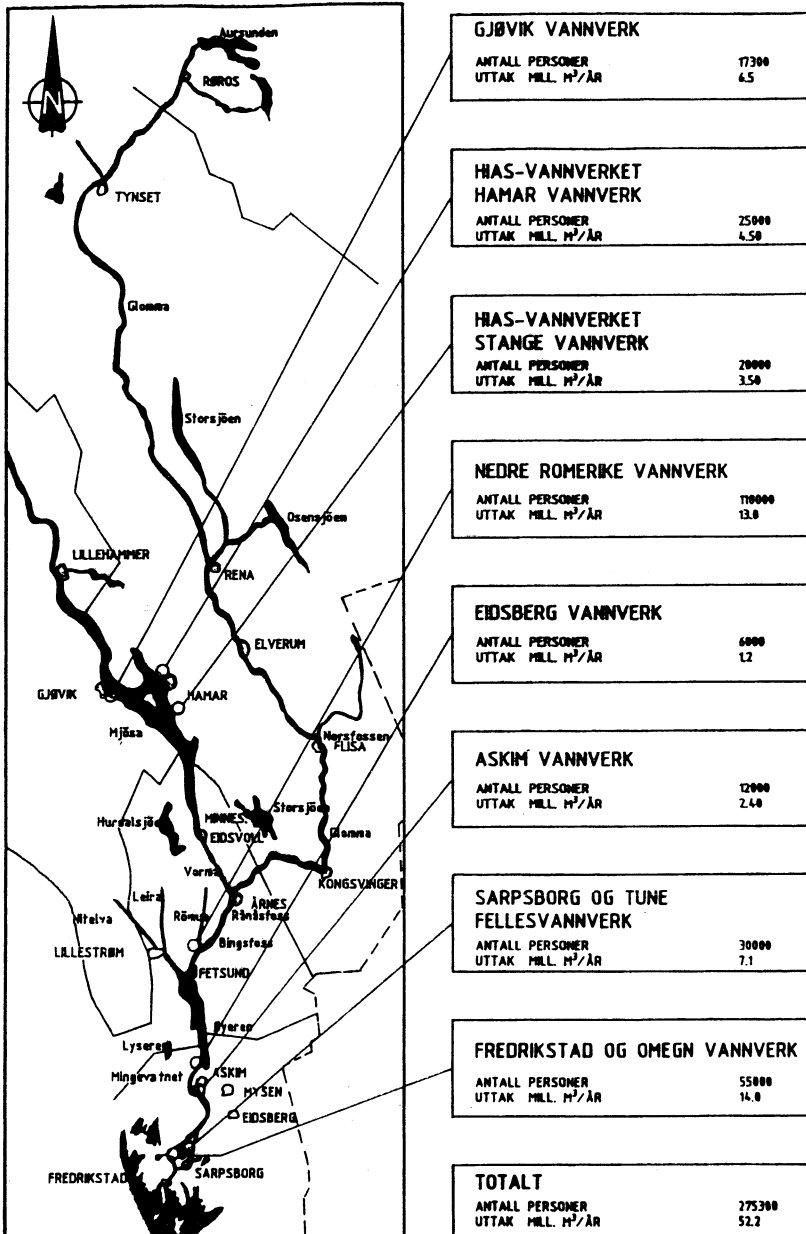 Aursunden
RØROS
N
TYNSET
Glomma
Storsjöen
Osensjöen
LILLEHAMMER
RENA
ELVERUM
GJØVIK
HAMAR
Mjösa
Norsfossen
FLISA
Hurdalsjöen
MINNES.
EIDSVOLL
Storsjöen
Glomma
Vorma
KONGSVINGER
Leira
ÅRNES
Nitelva
Römua
Rånåsfoss
Bingsfoss
LILLESTRØM
FETSUND
Øyeren
Lyseren
Mingevatnet
ASKIM
MYSEN
EIDSBERG
SARPSBORG
FREDRIKSTAD
GJØVIK VANNVERK
ANTALL PERSONER 17300
UTTAK MILL. M³/ÅR 6.5
HIAS-VANNVERKET
HAMAR VANNVERK
ANTALL PERSONER 25000
UTTAK MILL. M³/ÅR 4.50
HIAS-VANNVERKET
STANGE VANNVERK
ANTALL PERSONER 20000
UTTAK MILL. M³/ÅR 3.50
NEDRE ROMERIKE VANNVERK
ANTALL PERSONER 110000
UTTAK MILL. M³/ÅR 13.0
EIDSBERG VANNVERK
ANTALL PERSONER 6000
UTTAK MILL. M³/ÅR 1.2
ASKIM VANNVERK
ANTALL PERSONER 12000
UTTAK MILL. M³/ÅR 2.40
SARPSBORG OG TUNE
FELLESVANNVERK
ANTALL PERSONER 30000
UTTAK MILL. M³/ÅR 7.1
FREDRIKSTAD OG OMEGN VANNVERK
ANTALL PERSONER 55000
UTTAK MILL. M³/ÅR 14.0
TOTALT
ANTALL PERSONER 275300
UTTAK MILL. M³/ÅR 52.2